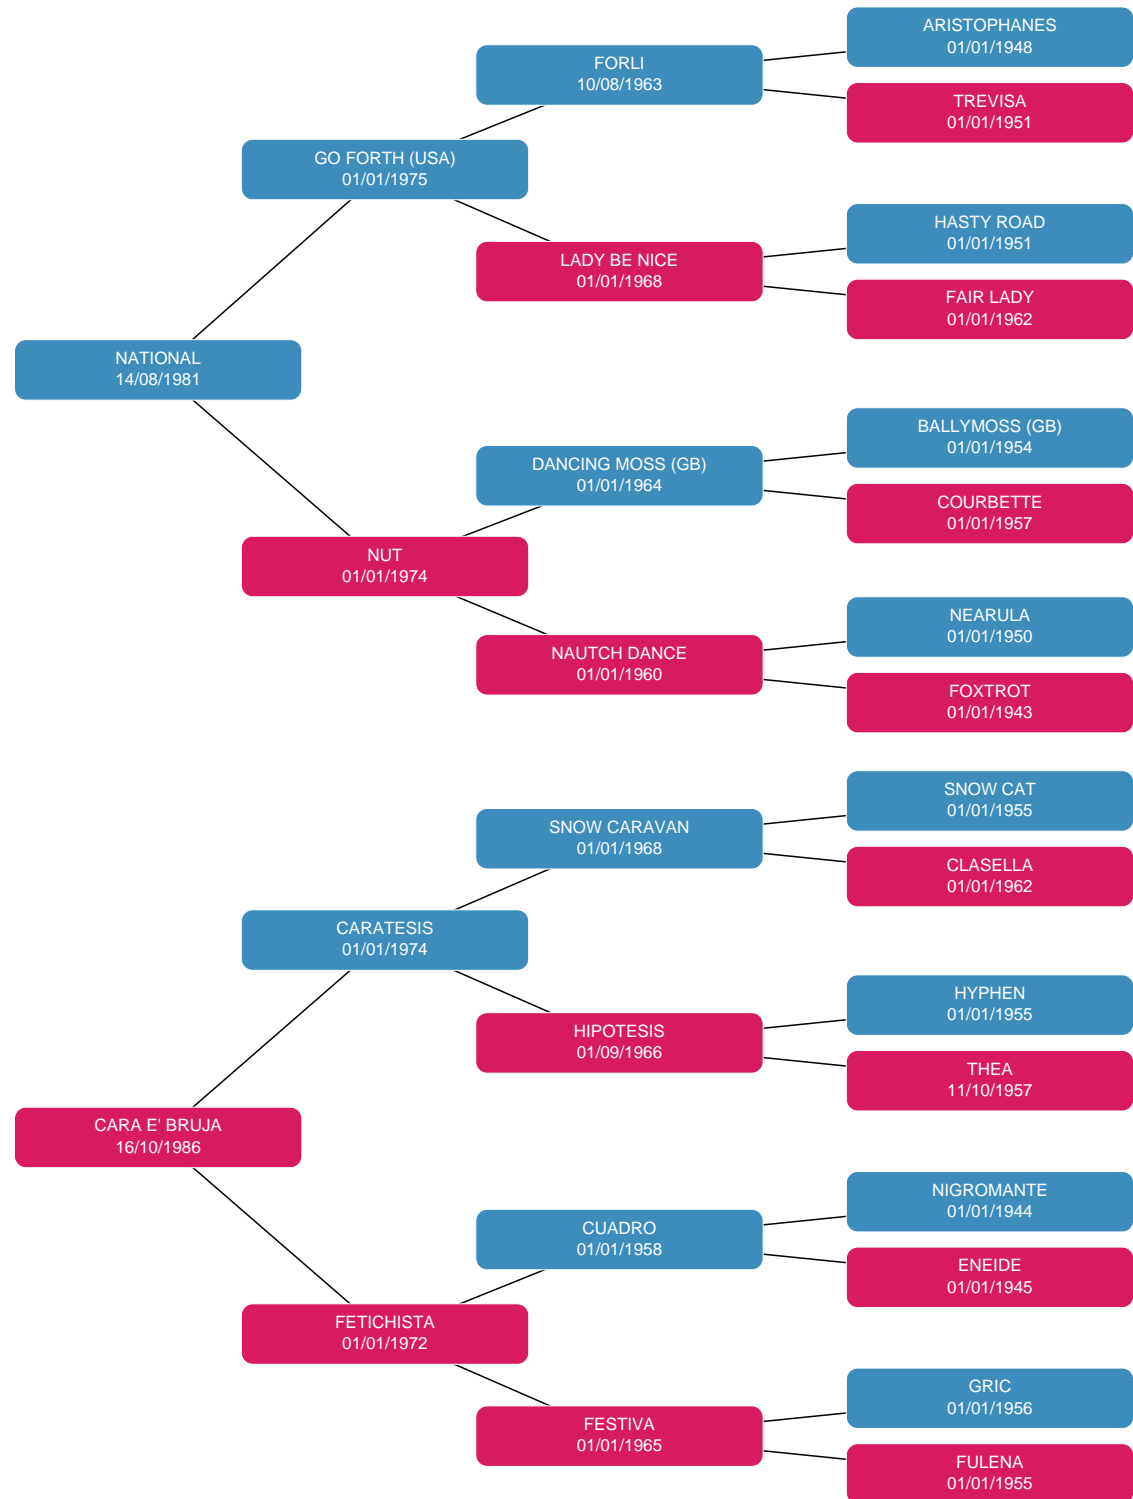 ARISTOPHANES
01/01/1948
FORLI
10/08/1963
TREVISA
01/01/1951
GO FORTH (USA)
01/01/1975
HASTY ROAD
01/01/1951
LADY BE NICE
01/01/1968
FAIR LADY
01/01/1962
NATIONAL
14/08/1981
BALLYMOSS (GB)
01/01/1954
DANCING MOSS (GB)
01/01/1964
COURBETTE
01/01/1957
NUT
01/01/1974
NEARULA
01/01/1950
NAUTCH DANCE
01/01/1960
FOXTROT
01/01/1943
SNOW CAT
01/01/1955
SNOW CARAVAN
01/01/1968
CLASELLA
01/01/1962
CARATESIS
01/01/1974
HYPHEN
01/01/1955
HIPOTESIS
01/09/1966
THEA
11/10/1957
CARA E' BRUJA
16/10/1986
NIGROMANTE
01/01/1944
CUADRO
01/01/1958
ENEIDE
01/01/1945
FETICHISTA
01/01/1972
GRIC
01/01/1956
FESTIVA
01/01/1965
FULENA
01/01/1955